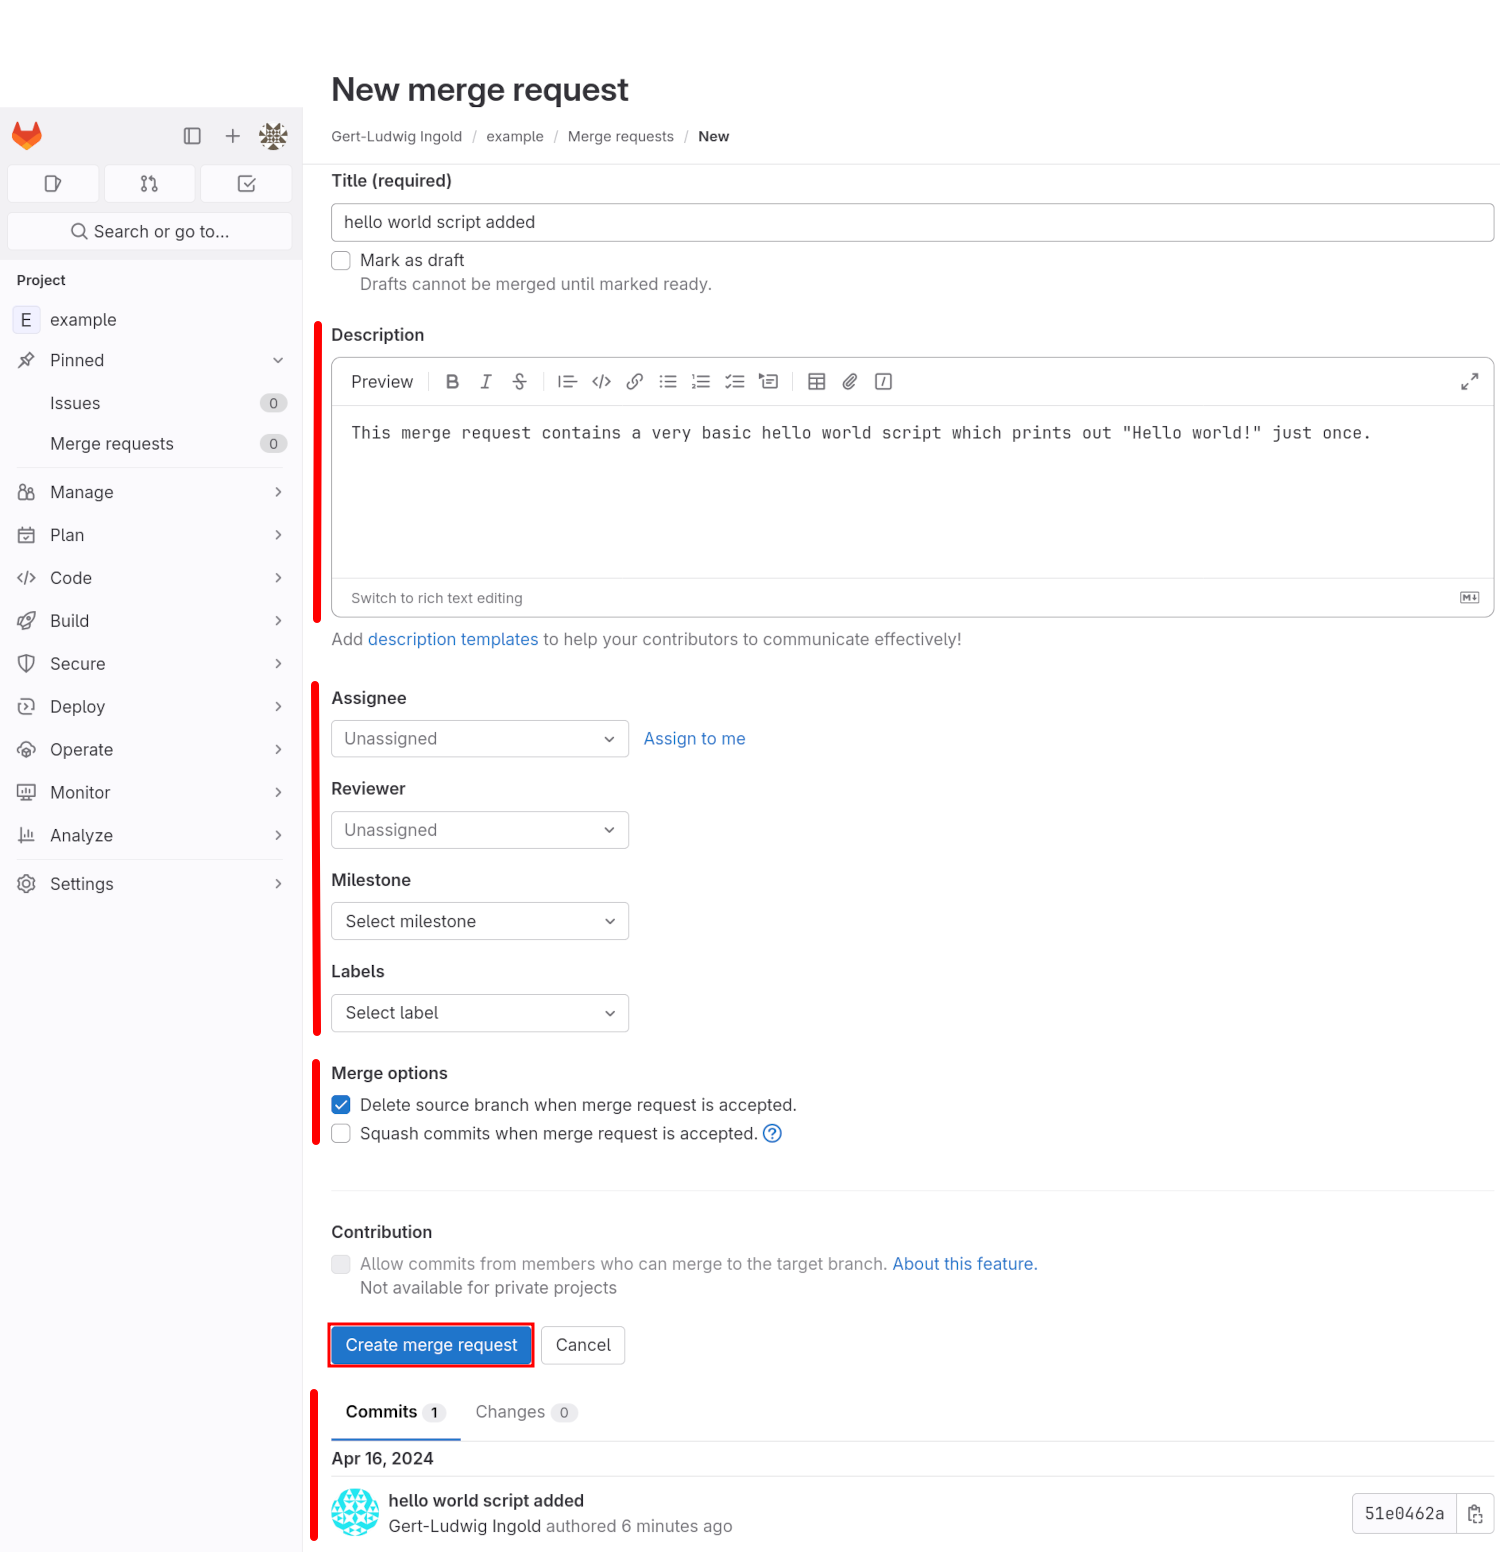 New merge request
Gert-Ludwig Ingold / example / Merge requests / New
Search or go to...
Project
E example
Pinned
Issues 0
Merge requests 0
Manage
Plan
Code
Build
Secure
Deploy
Operate
Monitor
Analyze
Settings
Title (required)
hello world script added
Mark as draft
Drafts cannot be merged until marked ready.
Description
Preview
This merge request contains a very basic hello world script which prints out "Hello world!" just once.
Switch to rich text editing
Add description templates to help your contributors to communicate effectively!
Assignee
Unassigned Assign to me
Reviewer
Unassigned
Milestone
Select milestone
Labels
Select label
Merge options
Delete source branch when merge request is accepted.
Squash commits when merge request is accepted.
Contribution
Allow commits from members who can merge to the target branch. About this feature.
Not available for private projects
Create merge request Cancel
Commits 1 Changes 0
Apr 16, 2024
hello world script added
Gert-Ludwig Ingold authored 6 minutes ago
51e0462a